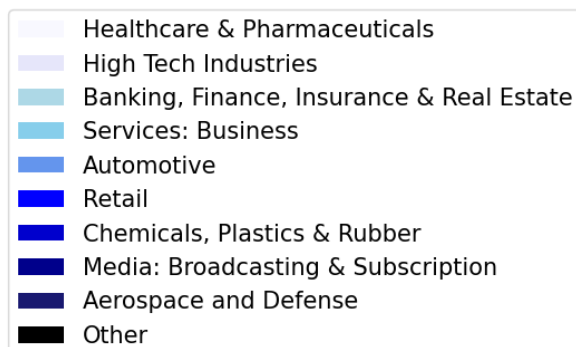 Healthcare & Pharmaceuticals
High Tech Industries
Banking, Finance, Insurance & Real Estate
Services: Business
Automotive
Retail
Chemicals, Plastics & Rubber
Media: Broadcasting & Subscription
Aerospace and Defense
Other